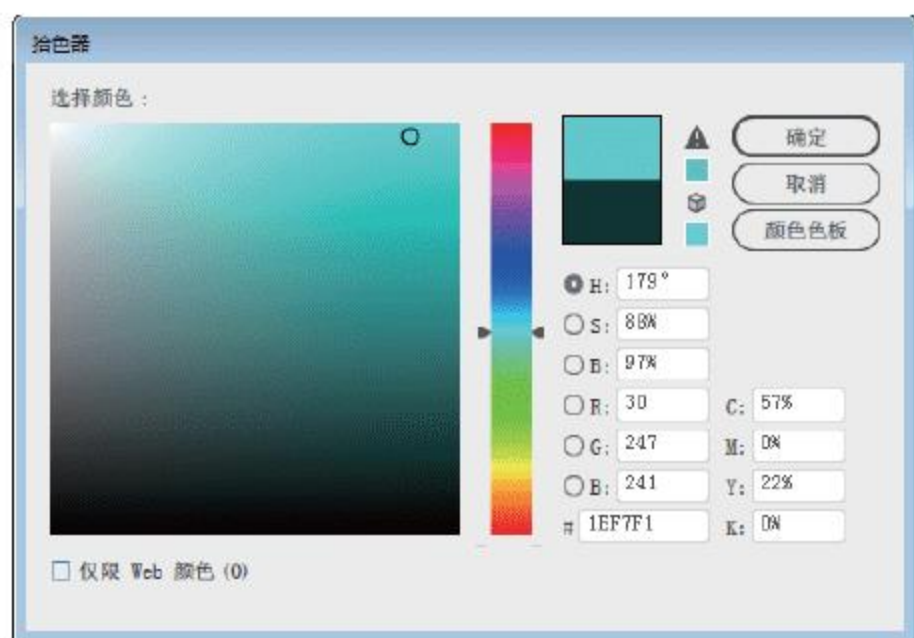 拾色器
选择颜色：
确定
取消
颜色色板
H: 179°
S: 88%
B: 97%
R: 30 C: 57%
G: 247 M: 0%
B: 241 Y: 22%
# 1EF7F1 K: 0%
仅限 Web 颜色 (O)